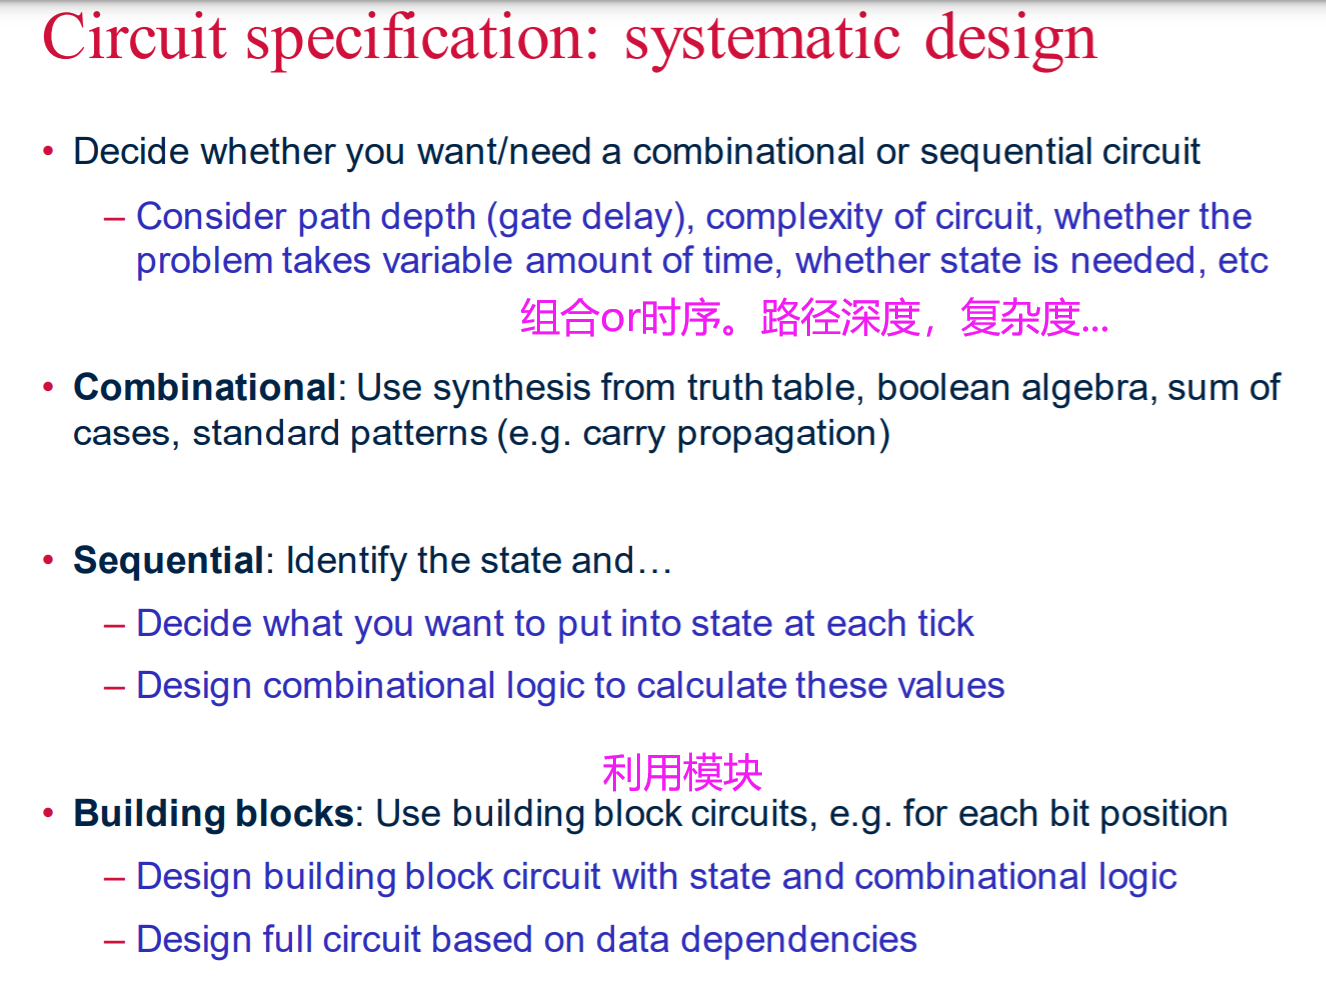 Circuit specification: systematic design
• Decide whether you want/need a combinational or sequential circuit
– Consider path depth (gate delay), complexity of circuit, whether the
problem takes variable amount of time, whether state is needed, etc
组合or时序。路径深度，复杂度...
• Combinational: Use synthesis from truth table, boolean algebra, sum of
cases, standard patterns (e.g. carry propagation)
• Sequential: Identify the state and…
– Decide what you want to put into state at each tick
– Design combinational logic to calculate these values
利用模块
• Building blocks: Use building block circuits, e.g. for each bit position
– Design building block circuit with state and combinational logic
– Design full circuit based on data dependencies